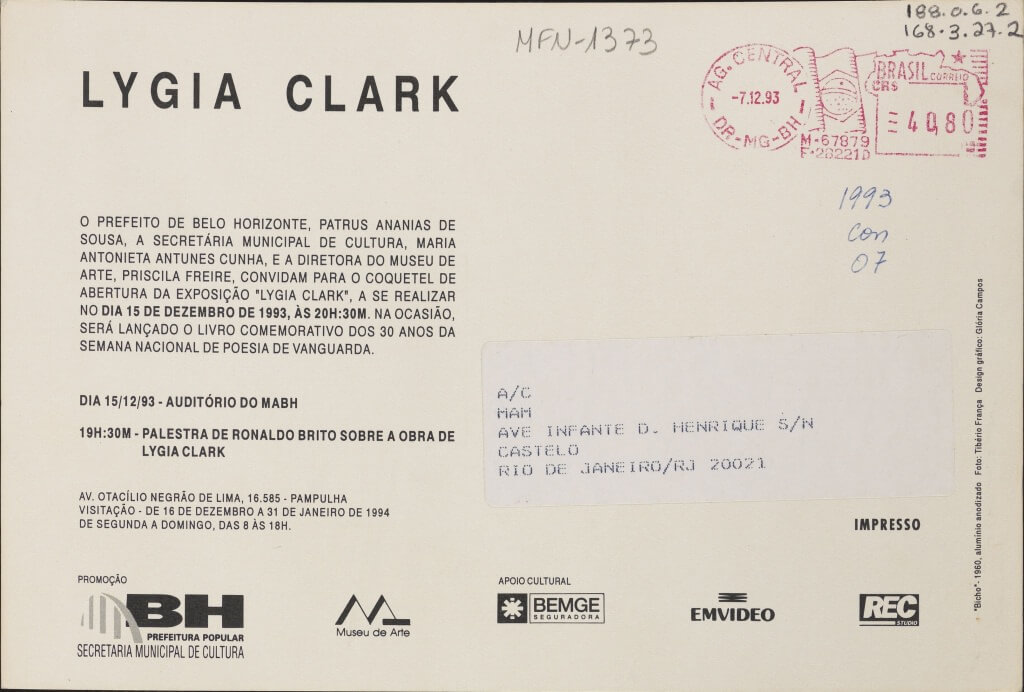 188.0.6.2
168.3.27.2
MFN-1373
LYGIA CLARK
AG. CENTRAL
-7.12.93
DR-MG-BH
M-67879
BRASIL CORREIO
CR$
4080
1993
Con
07
O PREFEITO DE BELO HORIZONTE, PATRUS ANANIAS DE
SOUSA, A SECRETÁRIA MUNICIPAL DE CULTURA, MARIA
ANTONIETA ANTUNES CUNHA, E A DIRETORA DO MUSEU DE
ARTE, PRISCILA FREIRE, CONVIDAM PARA O COQUETEL DE
ABERTURA DA EXPOSIÇÃO "LYGIA CLARK", A SE REALIZAR
NO DIA 15 DE DEZEMBRO DE 1993, ÀS 20H:30M. NA OCASIÃO,
SERÁ LANÇADO O LIVRO COMEMORATIVO DOS 30 ANOS DA
SEMANA NACIONAL DE POESIA DE VANGUARDA.
DIA 15/12/93 - AUDITÓRIO DO MABH
19H:30M - PALESTRA DE RONALDO BRITO SOBRE A OBRA DE
LYGIA CLARK
AV. OTACÍLIO NEGRÃO DE LIMA, 16.585 - PAMPULHA
VISITAÇÃO - DE 16 DE DEZEMBRO A 31 DE JANEIRO DE 1994
DE SEGUNDA A DOMINGO, DAS 8 ÀS 18H.
A/C
MAM
AVE INFANTE D. HENRIQUE S/N
CASTELO
RIO DE JANEIRO/RJ 20021
IMPRESSO
"Bicho"- 1960, alumínio anodizado Foto: Tibério França Design gráfico: Glória Campos
PROMOÇÃO
BH
PREFEITURA POPULAR
SECRETARIA MUNICIPAL DE CULTURA
Museu de Arte
APOIO CULTURAL
BEMGE
SEGURADORA
EMVIDEO
REC
STUDIO